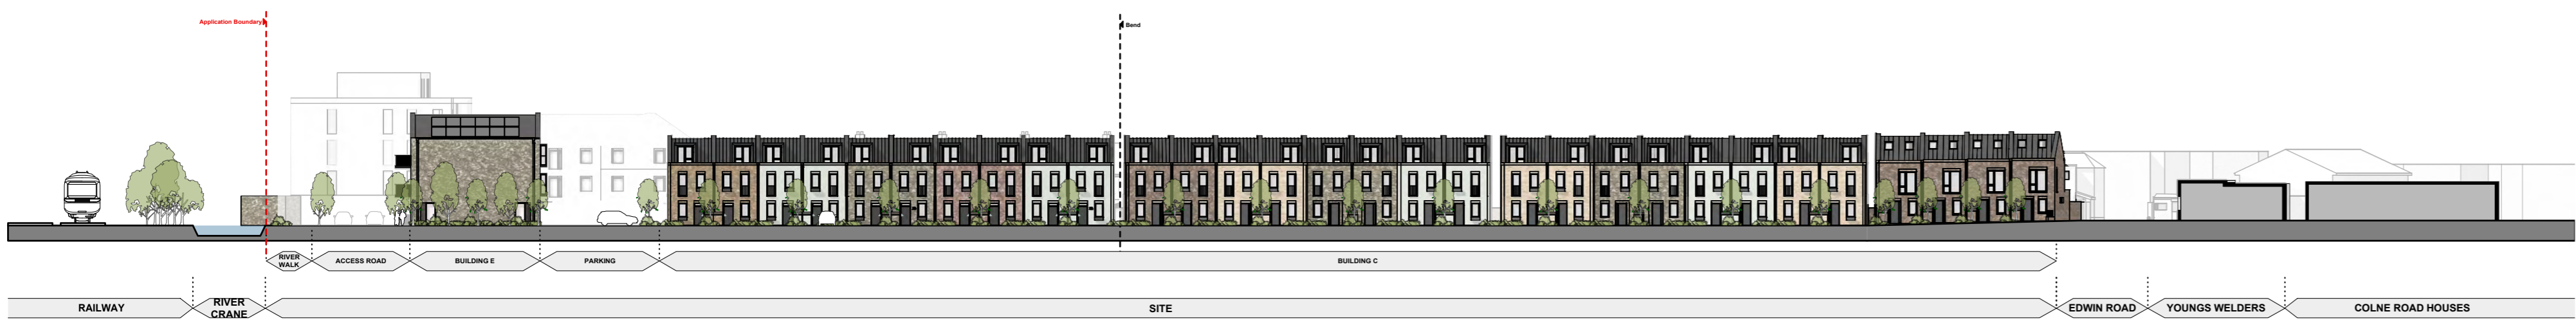 Application Boundary
Bend
RIVER
WALK
ACCESS ROAD
BUILDING E
PARKING
BUILDING C
RAILWAY
RIVER
CRANE
SITE
EDWIN ROAD
YOUNGS WELDERS
COLNE ROAD HOUSES